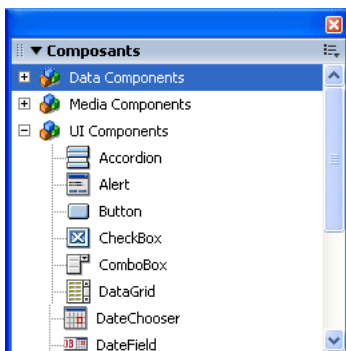 Composants
Data Components
Media Components
UI Components
Accordion
Alert
Button
CheckBox
ComboBox
DataGrid
DateChooser
DateField